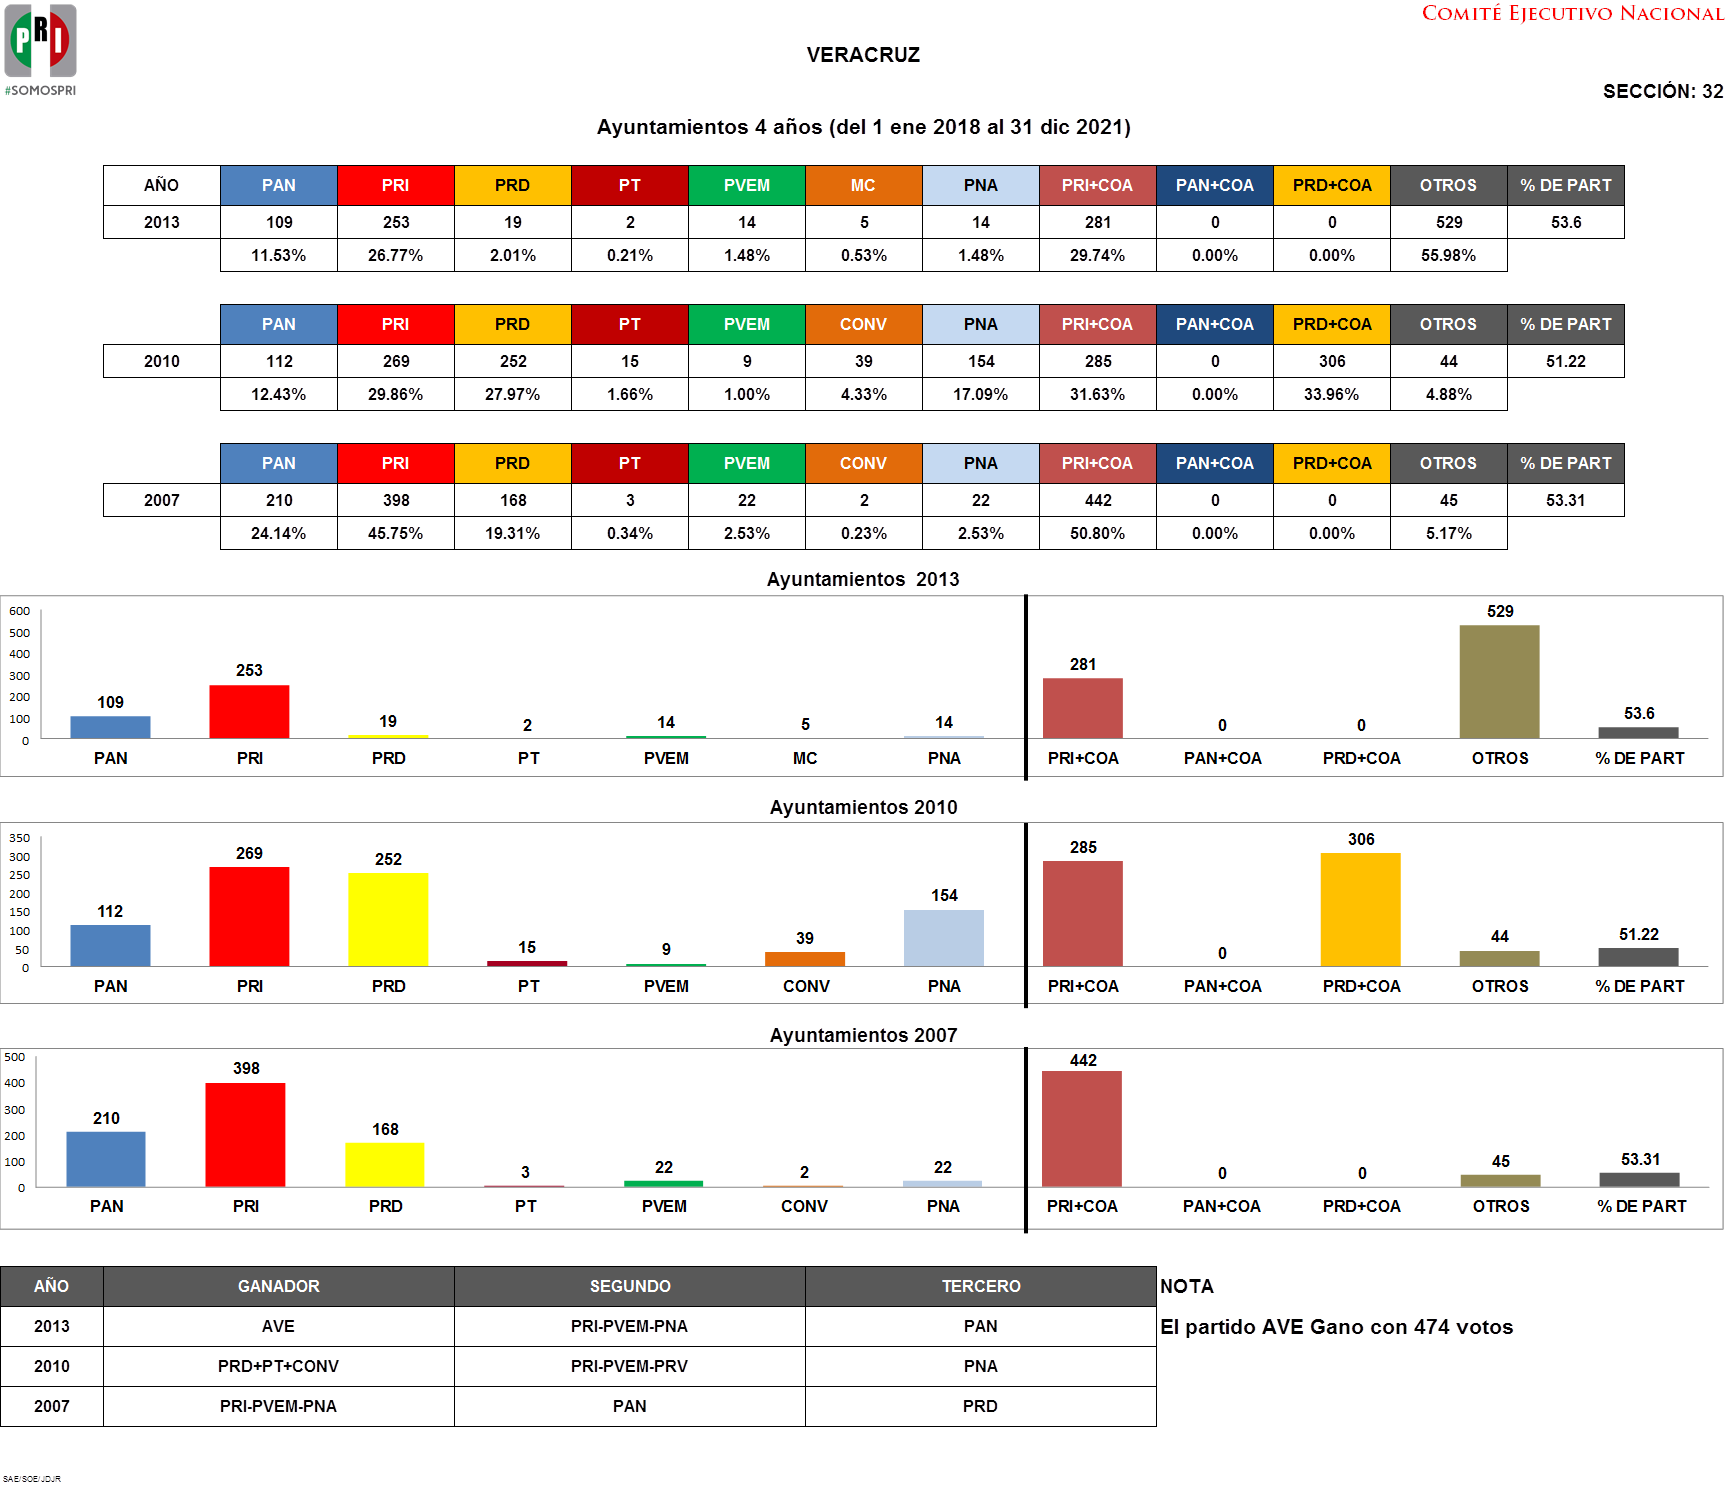 PRI
#SOMOSPRI
COMITÉ EJECUTIVO NACIONAL
VERACRUZ
SECCIÓN: 32
Ayuntamientos 4 años (del 1 ene 2018 al 31 dic 2021)
AÑO PAN PRI PRD PT PVEM MC PNA PRI+COA PAN+COA PRD+COA OTROS % DE PART
2013 109 253 19 2 14 5 14 281 0 0 529 53.6
11.53% 26.77% 2.01% 0.21% 1.48% 0.53% 1.48% 29.74% 0.00% 0.00% 55.98%
PAN PRI PRD PT PVEM CONV PNA PRI+COA PAN+COA PRD+COA OTROS % DE PART
2010 112 269 252 15 9 39 154 285 0 306 44 51.22
12.43% 29.86% 27.97% 1.66% 1.00% 4.33% 17.09% 31.63% 0.00% 33.96% 4.88%
PAN PRI PRD PT PVEM CONV PNA PRI+COA PAN+COA PRD+COA OTROS % DE PART
2007 210 398 168 3 22 2 22 442 0 0 45 53.31
24.14% 45.75% 19.31% 0.34% 2.53% 0.23% 2.53% 50.80% 0.00% 0.00% 5.17%
Ayuntamientos 2013
600
500
400
300
200
100
0
109 253 19 2 14 5 14 281 0 0 529 53.6
PAN PRI PRD PT PVEM MC PNA PRI+COA PAN+COA PRD+COA OTROS % DE PART
Ayuntamientos 2010
350
300
250
200
150
100
50
0
112 269 252 15 9 39 154 285 0 306 44 51.22
PAN PRI PRD PT PVEM CONV PNA PRI+COA PAN+COA PRD+COA OTROS % DE PART
Ayuntamientos 2007
500
400
300
200
100
0
210 398 168 3 22 2 22 442 0 0 45 53.31
PAN PRI PRD PT PVEM CONV PNA PRI+COA PAN+COA PRD+COA OTROS % DE PART
AÑO GANADOR SEGUNDO TERCERO NOTA
2013 AVE PRI-PVEM-PNA PAN El partido AVE Gano con 474 votos
2010 PRD+PT+CONV PRI-PVEM-PRV PNA
2007 PRI-PVEM-PNA PAN PRD
SAE/SOE/JDJR